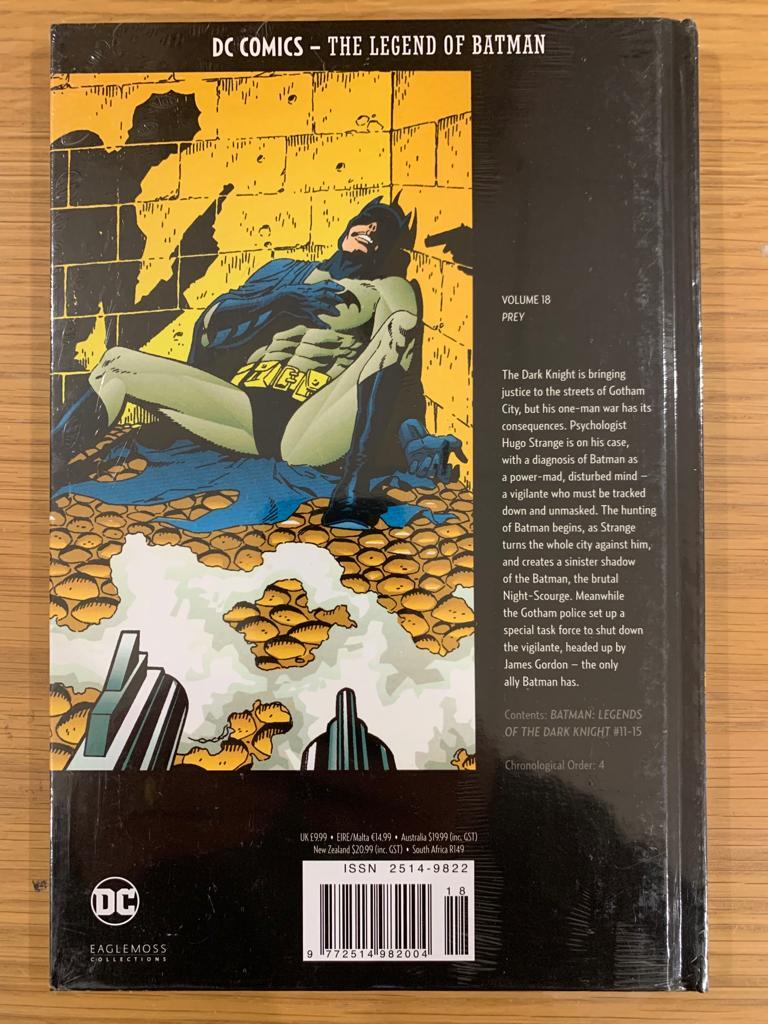 DC COMICS – THE LEGEND OF BATMAN
VOLUME 18
PREY
The Dark Knight is bringing
justice to the streets of Gotham
City, but his one-man war has its
consequences. Psychologist
Hugo Strange is on his case,
with a diagnosis of Batman as
a power-mad, disturbed mind –
a vigilante who must be tracked
down and unmasked. The hunting
of Batman begins, as Strange
turns the whole city against him,
and creates a sinister shadow
of the Batman, the brutal
Night-Scourge. Meanwhile
the Gotham police set up a
special task force to shut down
the vigilante, headed up by
James Gordon – the only
ally Batman has.
Contents: BATMAN: LEGENDS
OF THE DARK KNIGHT #11-15
Chronological Order: 4
UK £9.99 • EIRE/Malta €14.99 • Australia $19.99 (inc. GST)
New Zealand $20.99 (inc. GST) • South Africa R149
ISSN 2514-9822
18
9 772514 982004
DC
EAGLEMOSS
COLLECTIONS